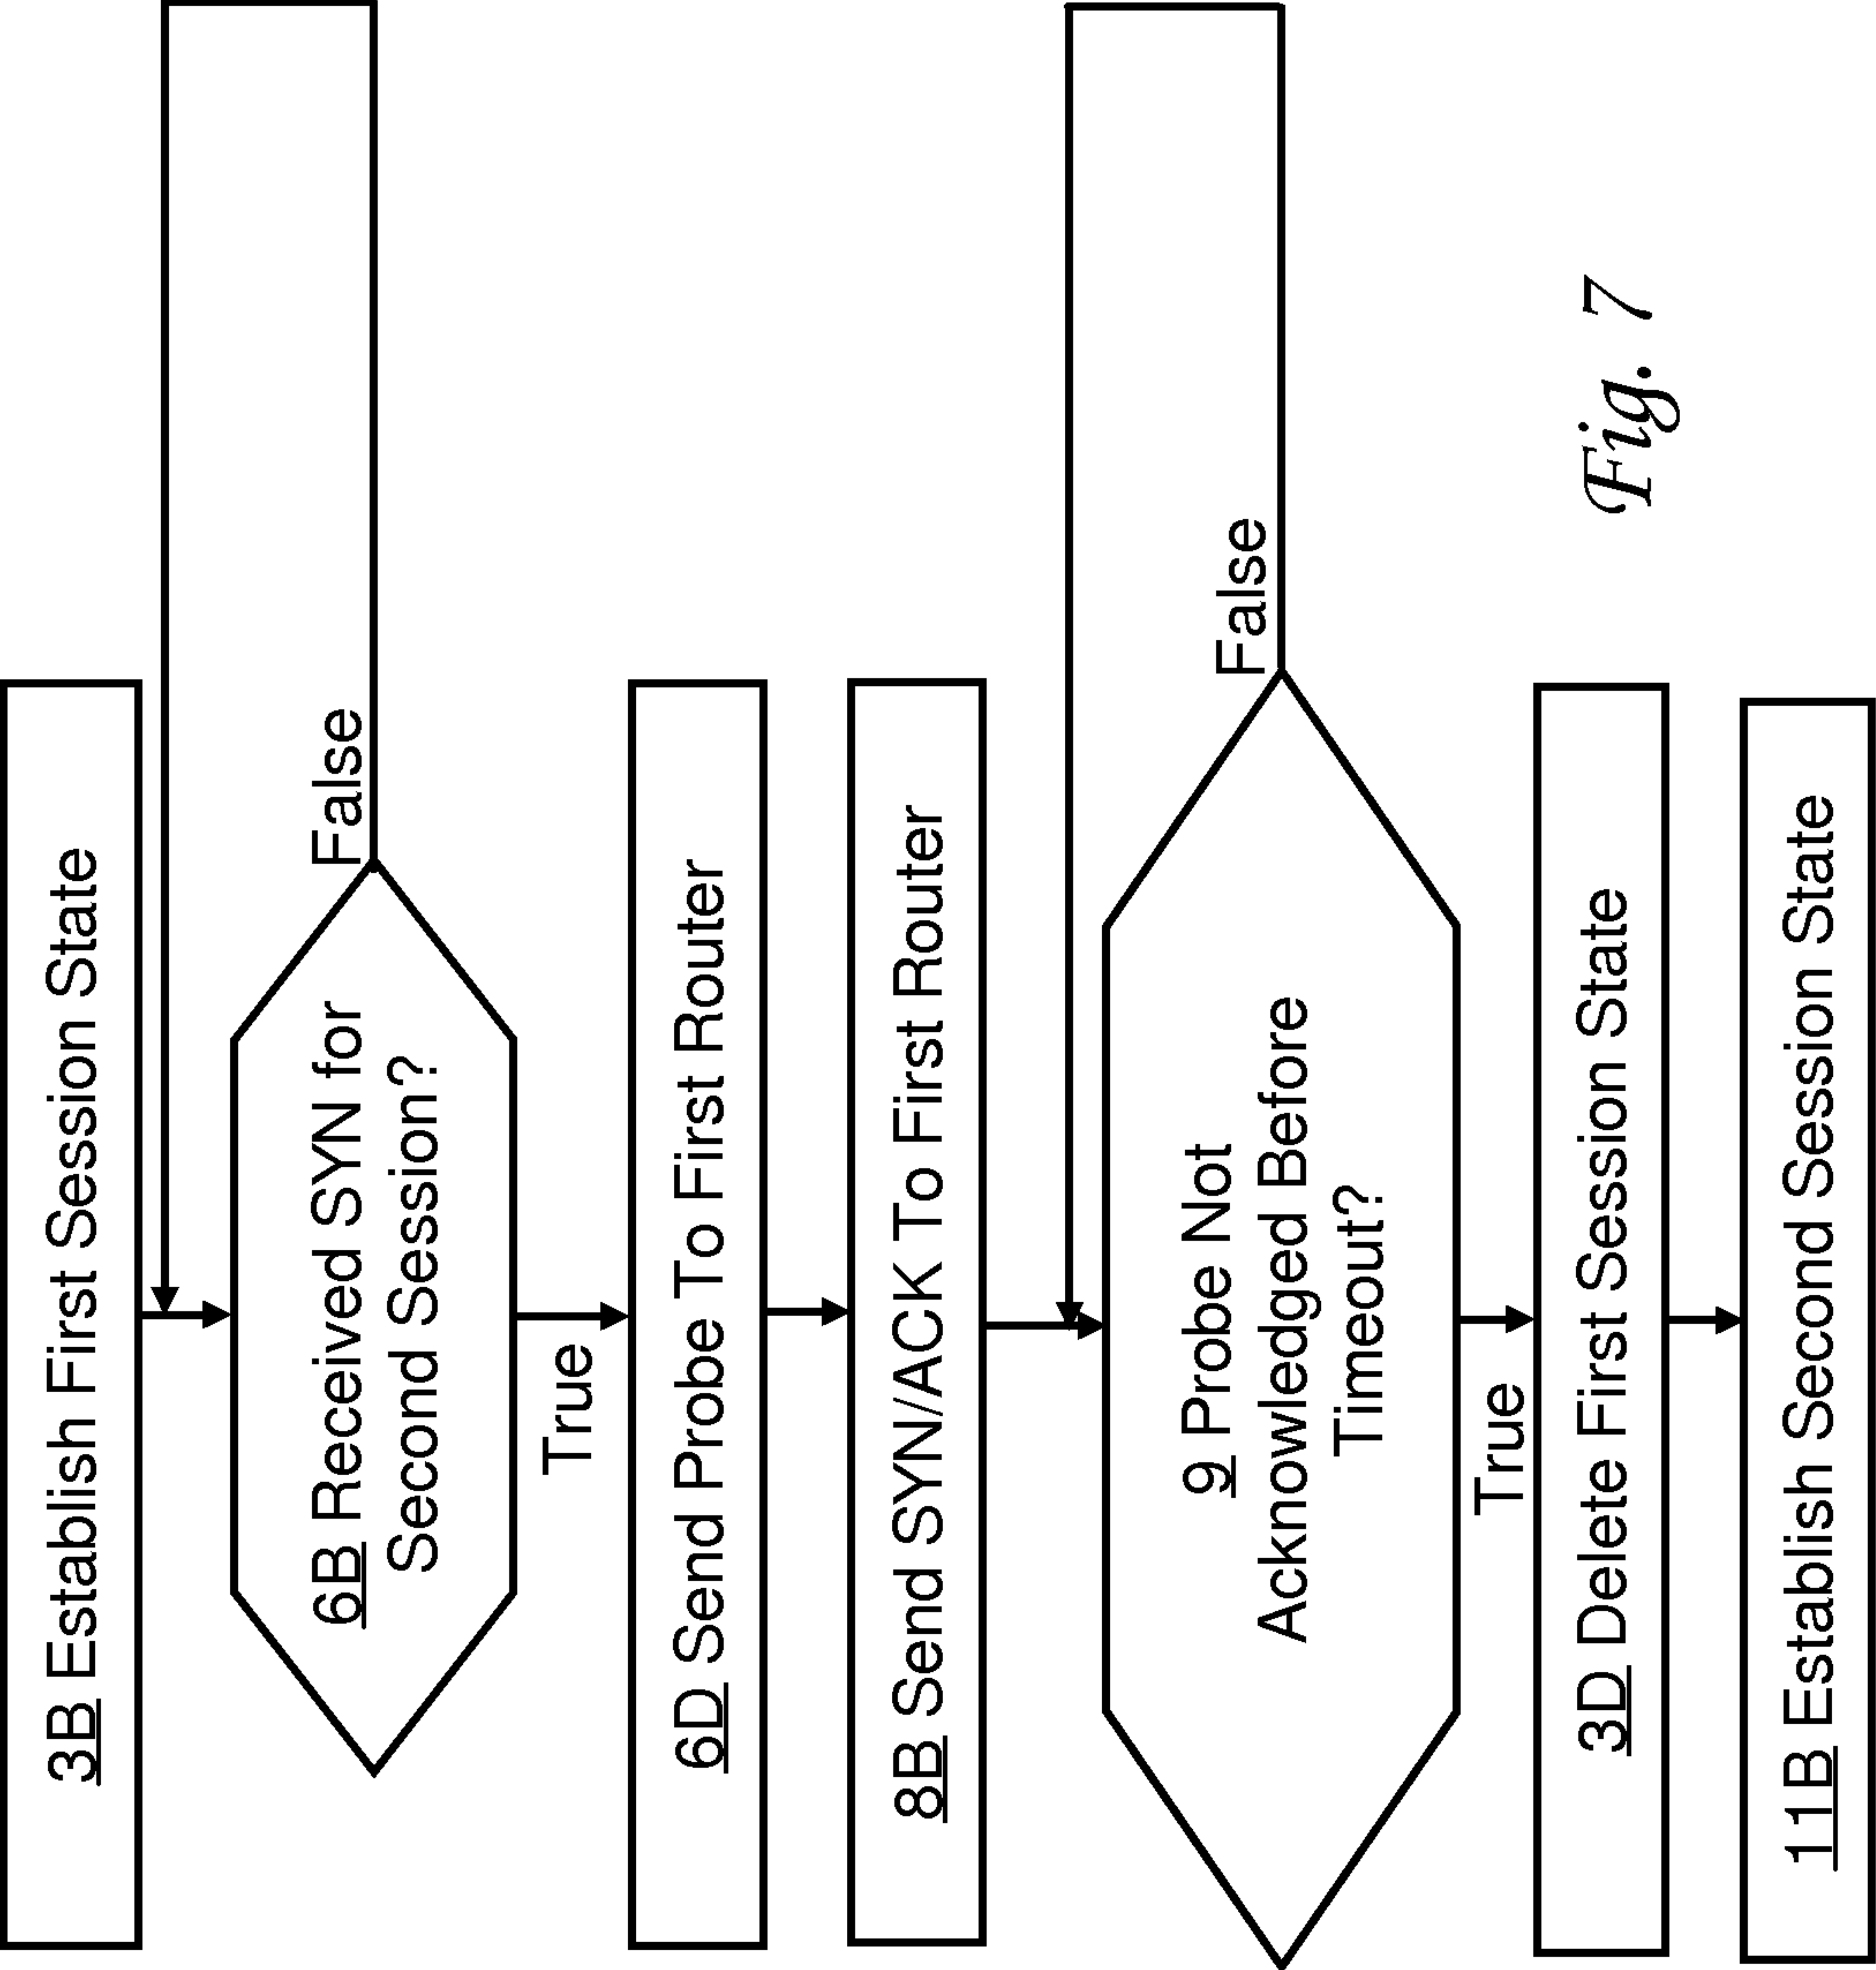 3B Establish First Session State
False
6B Received SYN for
Second Session?
True
6D Send Probe To First Router
8B Send SYN/ACK To First Router
False
9 Probe Not
Acknowledged Before
Timeout?
True
3D Delete First Session State
11B Establish Second Session State
Fig. 7